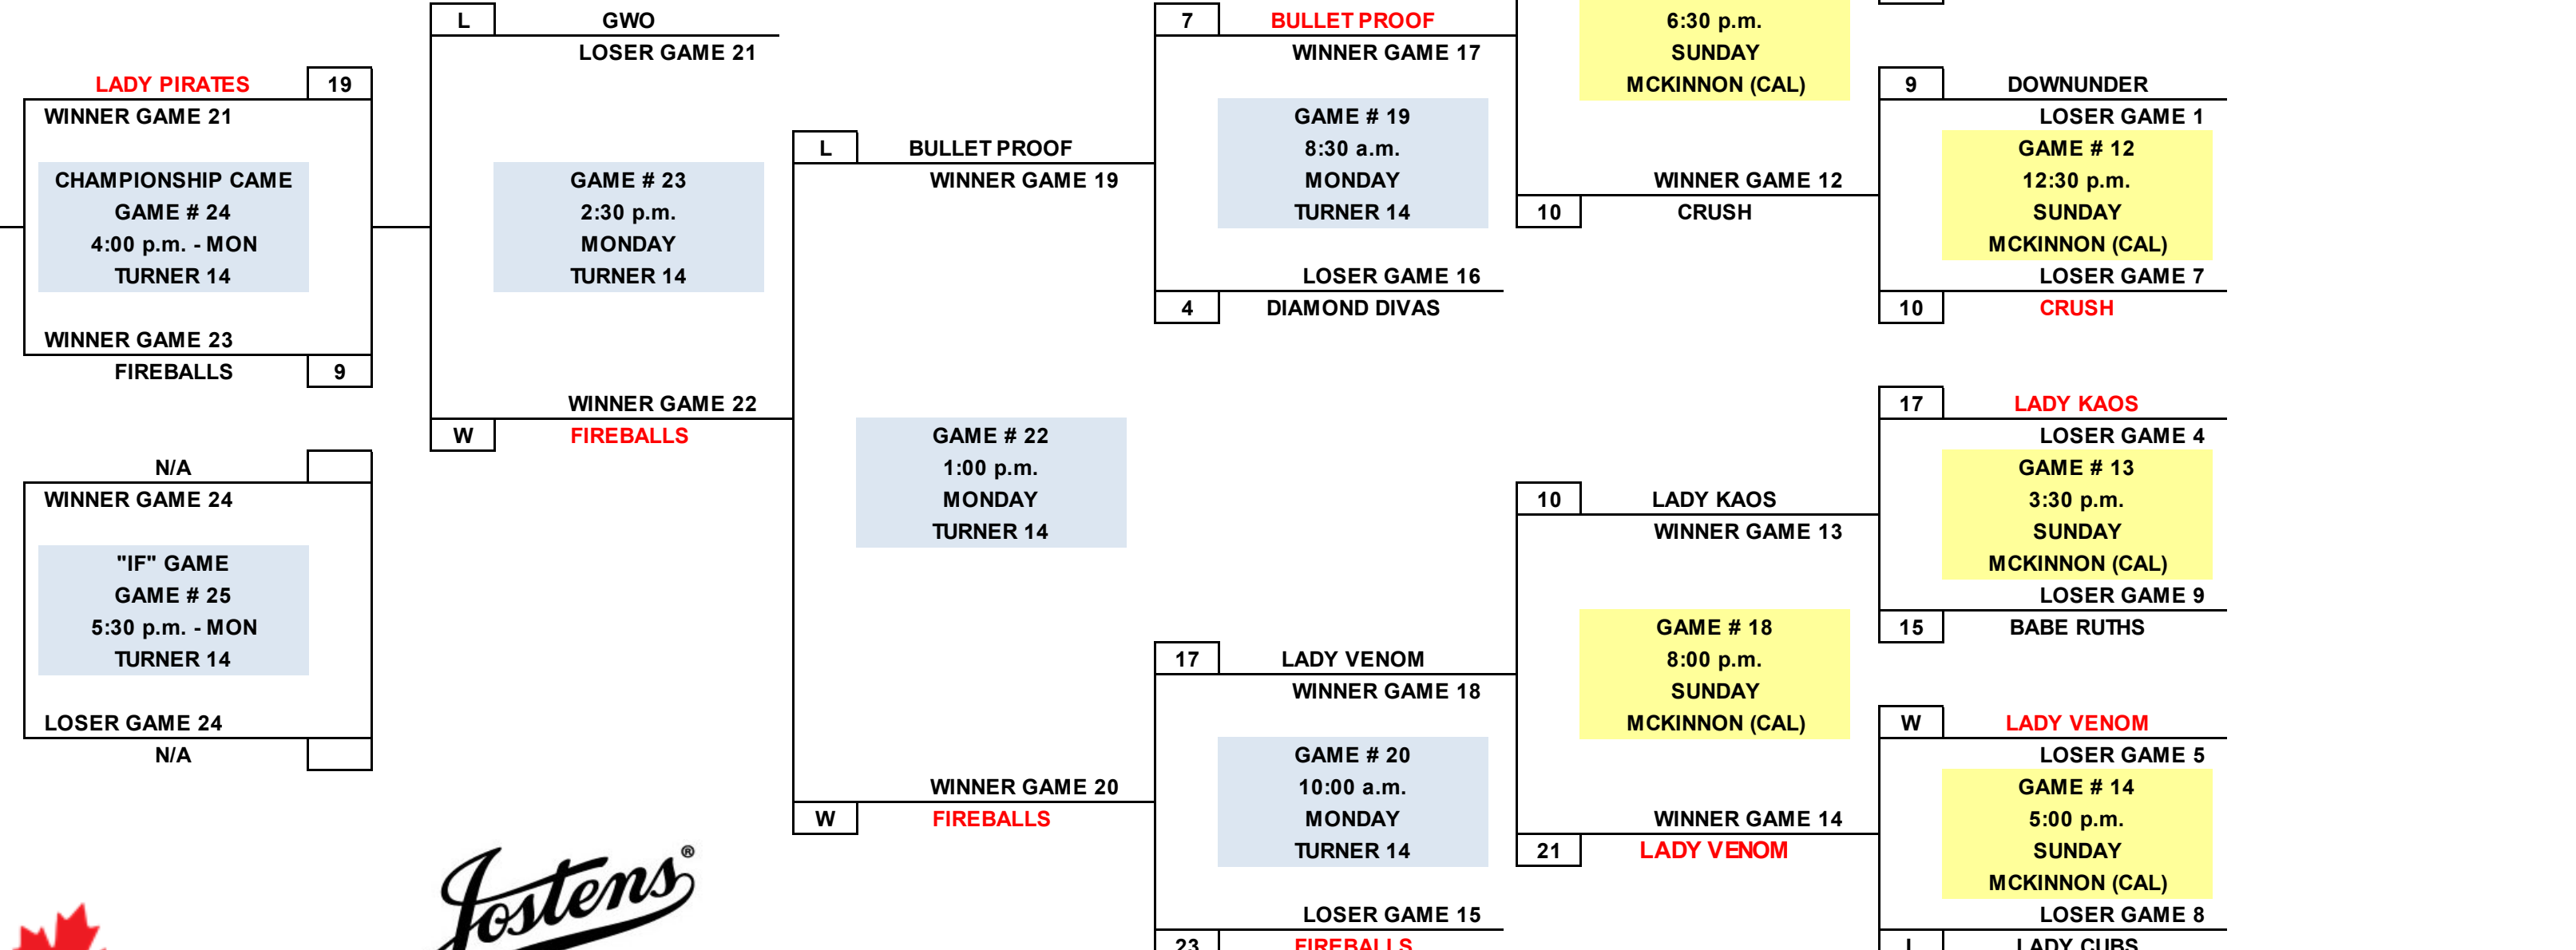 L
GWO
LOSER GAME 21
LADY PIRATES
19
WINNER GAME 21
CHAMPIONSHIP CAME
GAME # 24
4:00 p.m. - MON
TURNER 14
WINNER GAME 23
FIREBALLS
9
N/A
WINNER GAME 24
"IF" GAME
GAME # 25
5:30 p.m. - MON
TURNER 14
LOSER GAME 24
N/A
GAME # 23
2:30 p.m.
MONDAY
TURNER 14
WINNER GAME 22
W
FIREBALLS
L
BULLET PROOF
WINNER GAME 19
GAME # 22
1:00 p.m.
MONDAY
TURNER 14
WINNER GAME 20
W
FIREBALLS
Jostens®
7
BULLET PROOF
WINNER GAME 17
GAME # 19
8:30 a.m.
MONDAY
TURNER 14
LOSER GAME 16
4
DIAMOND DIVAS
17
LADY VENOM
WINNER GAME 18
GAME # 20
10:00 a.m.
MONDAY
TURNER 14
LOSER GAME 15
23
FIREBALLS
6:30 p.m.
SUNDAY
MCKINNON (CAL)
WINNER GAME 12
10
CRUSH
10
LADY KAOS
WINNER GAME 13
GAME # 18
8:00 p.m.
SUNDAY
MCKINNON (CAL)
WINNER GAME 14
21
LADY VENOM
9
DOWNUNDER
LOSER GAME 1
GAME # 12
12:30 p.m.
SUNDAY
MCKINNON (CAL)
LOSER GAME 7
10
CRUSH
17
LADY KAOS
LOSER GAME 4
GAME # 13
3:30 p.m.
SUNDAY
MCKINNON (CAL)
LOSER GAME 9
15
BABE RUTHS
W
LADY VENOM
LOSER GAME 5
GAME # 14
5:00 p.m.
SUNDAY
MCKINNON (CAL)
LOSER GAME 8
L
LADY CUBS